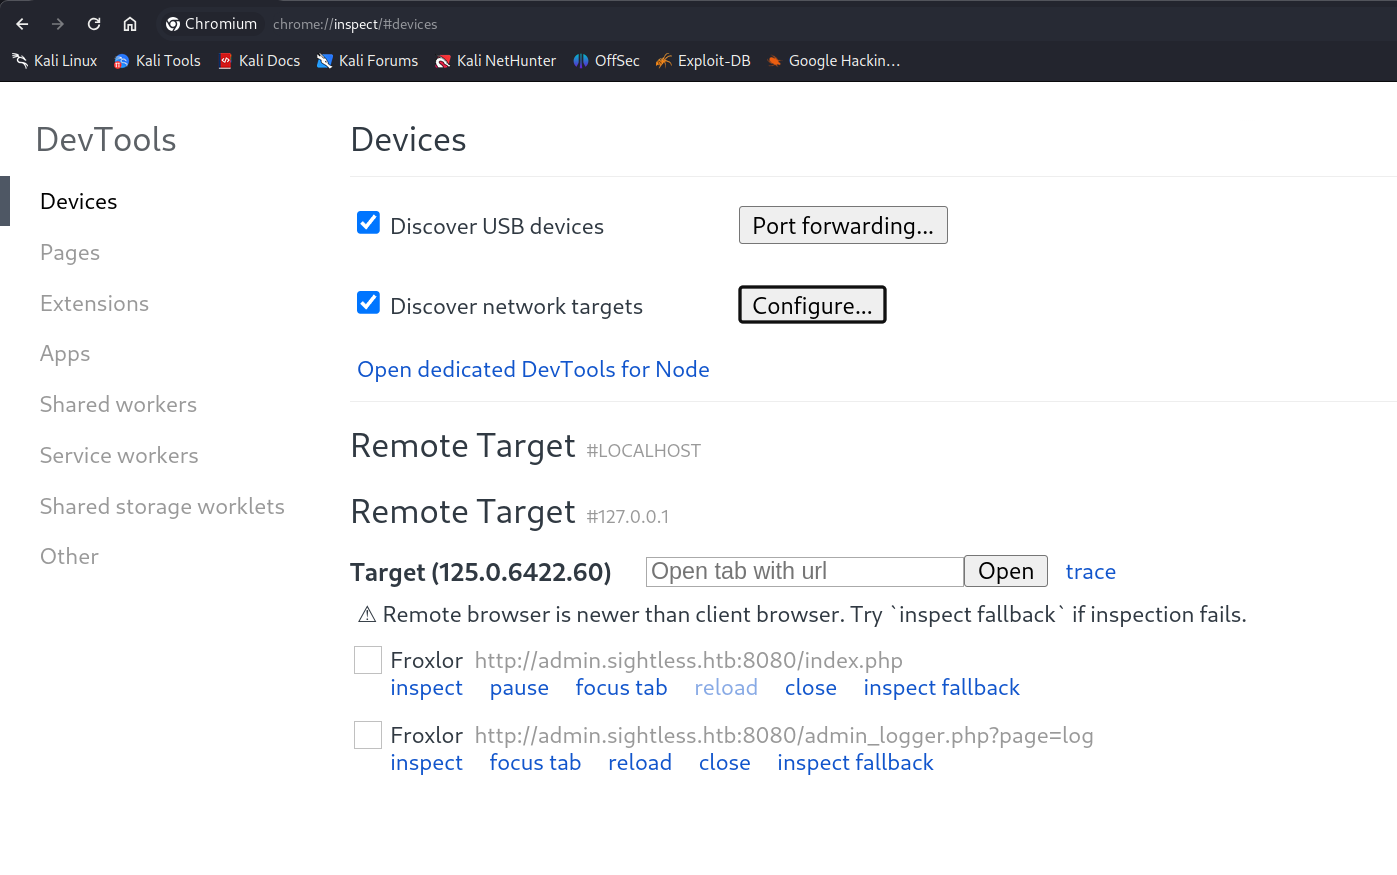 Chromium chrome://inspect/#devices
Kali Linux Kali Tools Kali Docs Kali Forums Kali NetHunter OffSec Exploit-DB Google Hackin…
DevTools
Devices
Pages
Extensions
Apps
Shared workers
Service workers
Shared storage worklets
Other
Devices
Discover USB devices Port forwarding...
Discover network targets Configure...
Open dedicated DevTools for Node
Remote Target #LOCALHOST
Remote Target #127.0.0.1
Target (125.0.6422.60) Open tab with url Open trace
⚠ Remote browser is newer than client browser. Try `inspect fallback` if inspection fails.
Froxlor http://admin.sightless.htb:8080/index.php
inspect pause focus tab reload close inspect fallback
Froxlor http://admin.sightless.htb:8080/admin_logger.php?page=log
inspect focus tab reload close inspect fallback